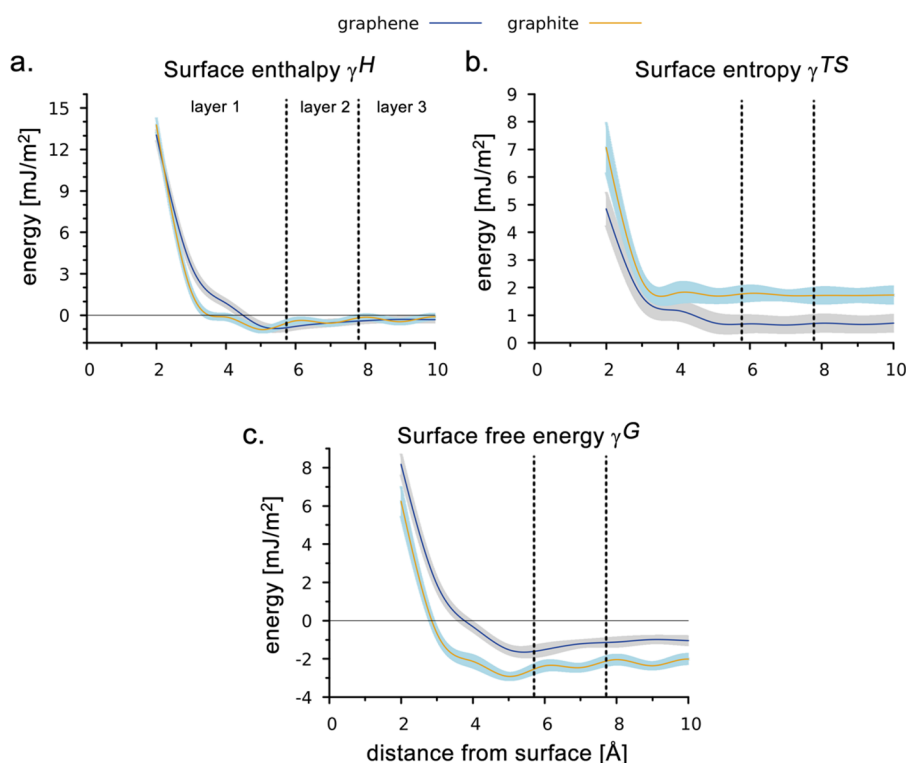 graphene graphite
a. Surface enthalpy γH
b. Surface entropy γTS
layer 1 layer 2 layer 3
energy [mJ/m²]
15
12
9
6
3
0
0 2 4 6 8 10
energy [mJ/m²]
9
8
7
6
5
4
3
2
1
0
0 2 4 6 8 10
c. Surface free energy γG
energy [mJ/m²]
8
6
4
2
0
-2
-4
0 2 4 6 8 10
distance from surface [Å]